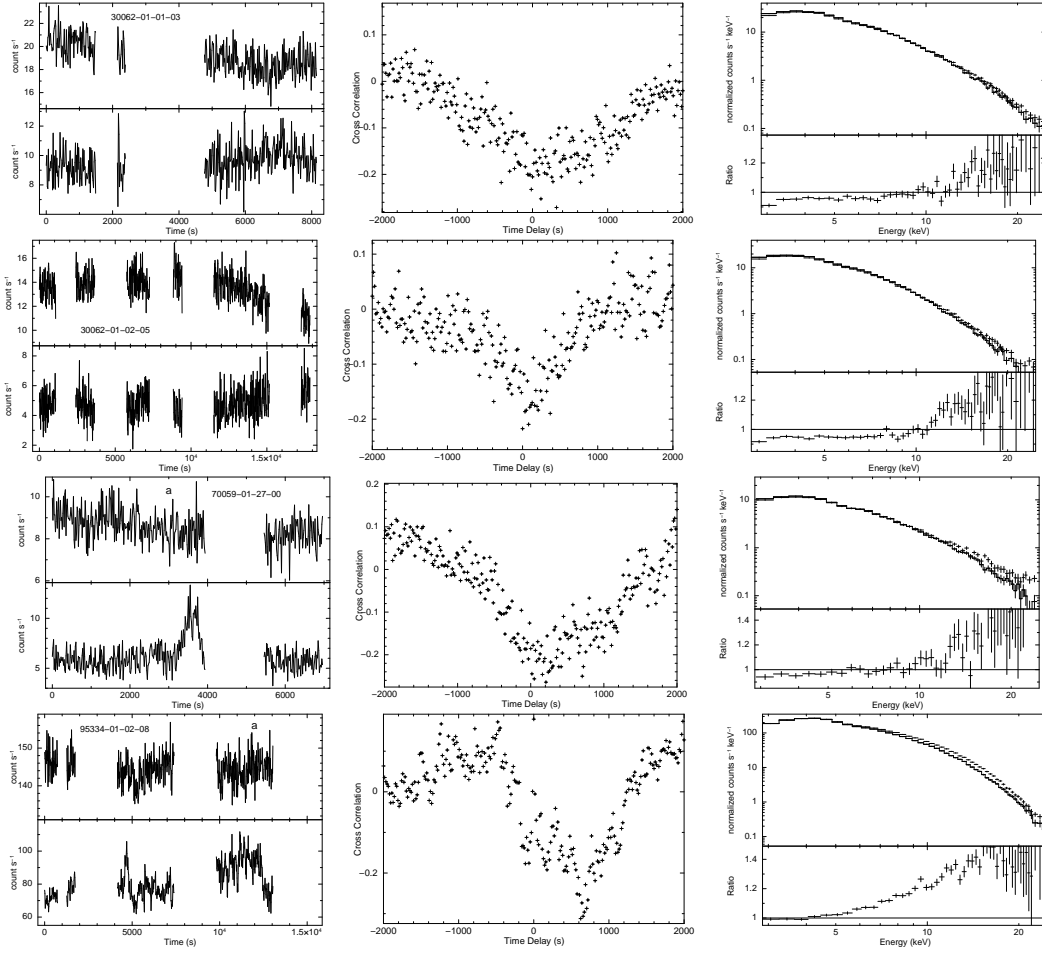 30062-01-01-03
count s⁻¹
22
20
18
16
count s⁻¹
12
10
8
0 2000 4000 6000 8000
Time (s)
Cross Correlation
0.1
0
−0.1
−0.2
−2000 −1000 0 1000 2000
Time Delay (s)
normalized counts s⁻¹ keV⁻¹
10
1
0.1
Ratio
1.2
1
5 10 20
Energy (keV)
30062-01-02-05
count s⁻¹
16
14
12
10
count s⁻¹
8
6
4
2
0 5000 10⁴ 1.5×10⁴
Time (s)
Cross Correlation
0.1
0
−0.1
−0.2
−2000 −1000 0 1000 2000
Time Delay (s)
normalized counts s⁻¹ keV⁻¹
10
1
0.1
Ratio
1.2
1
5 10 20
Energy (keV)
a
70059-01-27-00
count s⁻¹
10
8
6
count s⁻¹
10
5
0 2000 4000 6000
Time (s)
Cross Correlation
0.2
0.1
0
−0.1
−0.2
−2000 −1000 0 1000 2000
Time Delay (s)
normalized counts s⁻¹ keV⁻¹
10
1
0.1
Ratio
1.4
1.2
1
5 10 20
Energy (keV)
95334-01-02-08
a
count s⁻¹
150
140
count s⁻¹
100
80
60
0 5000 10⁴ 1.5×10⁴
Time (s)
Cross Correlation
0
−0.2
−2000 −1000 0 1000 2000
Time Delay (s)
normalized counts s⁻¹ keV⁻¹
100
10
1
0.1
Ratio
1.4
1.2
1
5 10 20
Energy (keV)